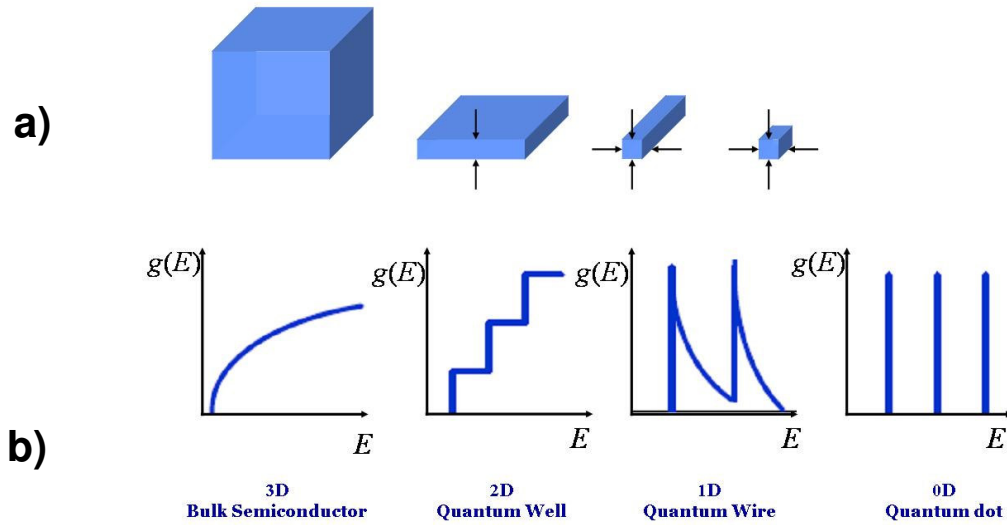 a)
g(E)
g(E)
g(E)
g(E)
E
E
E
E
b)
3D
Bulk Semiconductor
2D
Quantum Well
1D
Quantum Wire
0D
Quantum dot